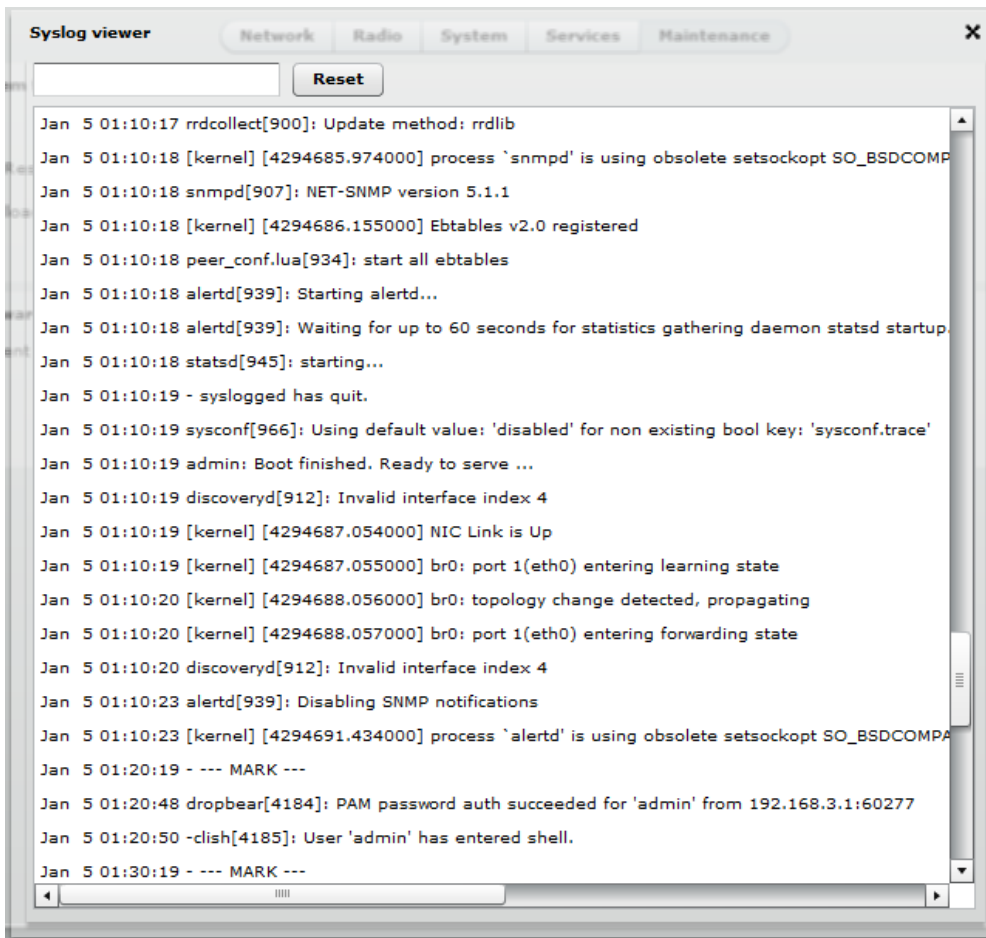 Syslog viewer
Network Radio System Services Maintenance
Reset
Jan 5 01:10:17 rrdcollect[900]: Update method: rrdlib
Jan 5 01:10:18 [kernel] [4294685.974000] process `snmpd' is using obsolete setsockopt SO_BSDCOMP
Jan 5 01:10:18 snmpd[907]: NET-SNMP version 5.1.1
Jan 5 01:10:18 [kernel] [4294686.155000] Ebtables v2.0 registered
Jan 5 01:10:18 peer_conf.lua[934]: start all ebtables
Jan 5 01:10:18 alertd[939]: Starting alertd...
Jan 5 01:10:18 alertd[939]: Waiting for up to 60 seconds for statistics gathering daemon statsd startup.
Jan 5 01:10:18 statsd[945]: starting...
Jan 5 01:10:19 - syslogged has quit.
Jan 5 01:10:19 sysconf[966]: Using default value: 'disabled' for non existing bool key: 'sysconf.trace'
Jan 5 01:10:19 admin: Boot finished. Ready to serve ...
Jan 5 01:10:19 discoveryd[912]: Invalid interface index 4
Jan 5 01:10:19 [kernel] [4294687.054000] NIC Link is Up
Jan 5 01:10:19 [kernel] [4294687.055000] br0: port 1(eth0) entering learning state
Jan 5 01:10:20 [kernel] [4294688.056000] br0: topology change detected, propagating
Jan 5 01:10:20 [kernel] [4294688.057000] br0: port 1(eth0) entering forwarding state
Jan 5 01:10:20 discoveryd[912]: Invalid interface index 4
Jan 5 01:10:23 alertd[939]: Disabling SNMP notifications
Jan 5 01:10:23 [kernel] [4294691.434000] process `alertd' is using obsolete setsockopt SO_BSDCOMPA
Jan 5 01:20:19 - --- MARK ---
Jan 5 01:20:48 dropbear[4184]: PAM password auth succeeded for 'admin' from 192.168.3.1:60277
Jan 5 01:20:50 -clish[4185]: User 'admin' has entered shell.
Jan 5 01:30:19 - --- MARK ---